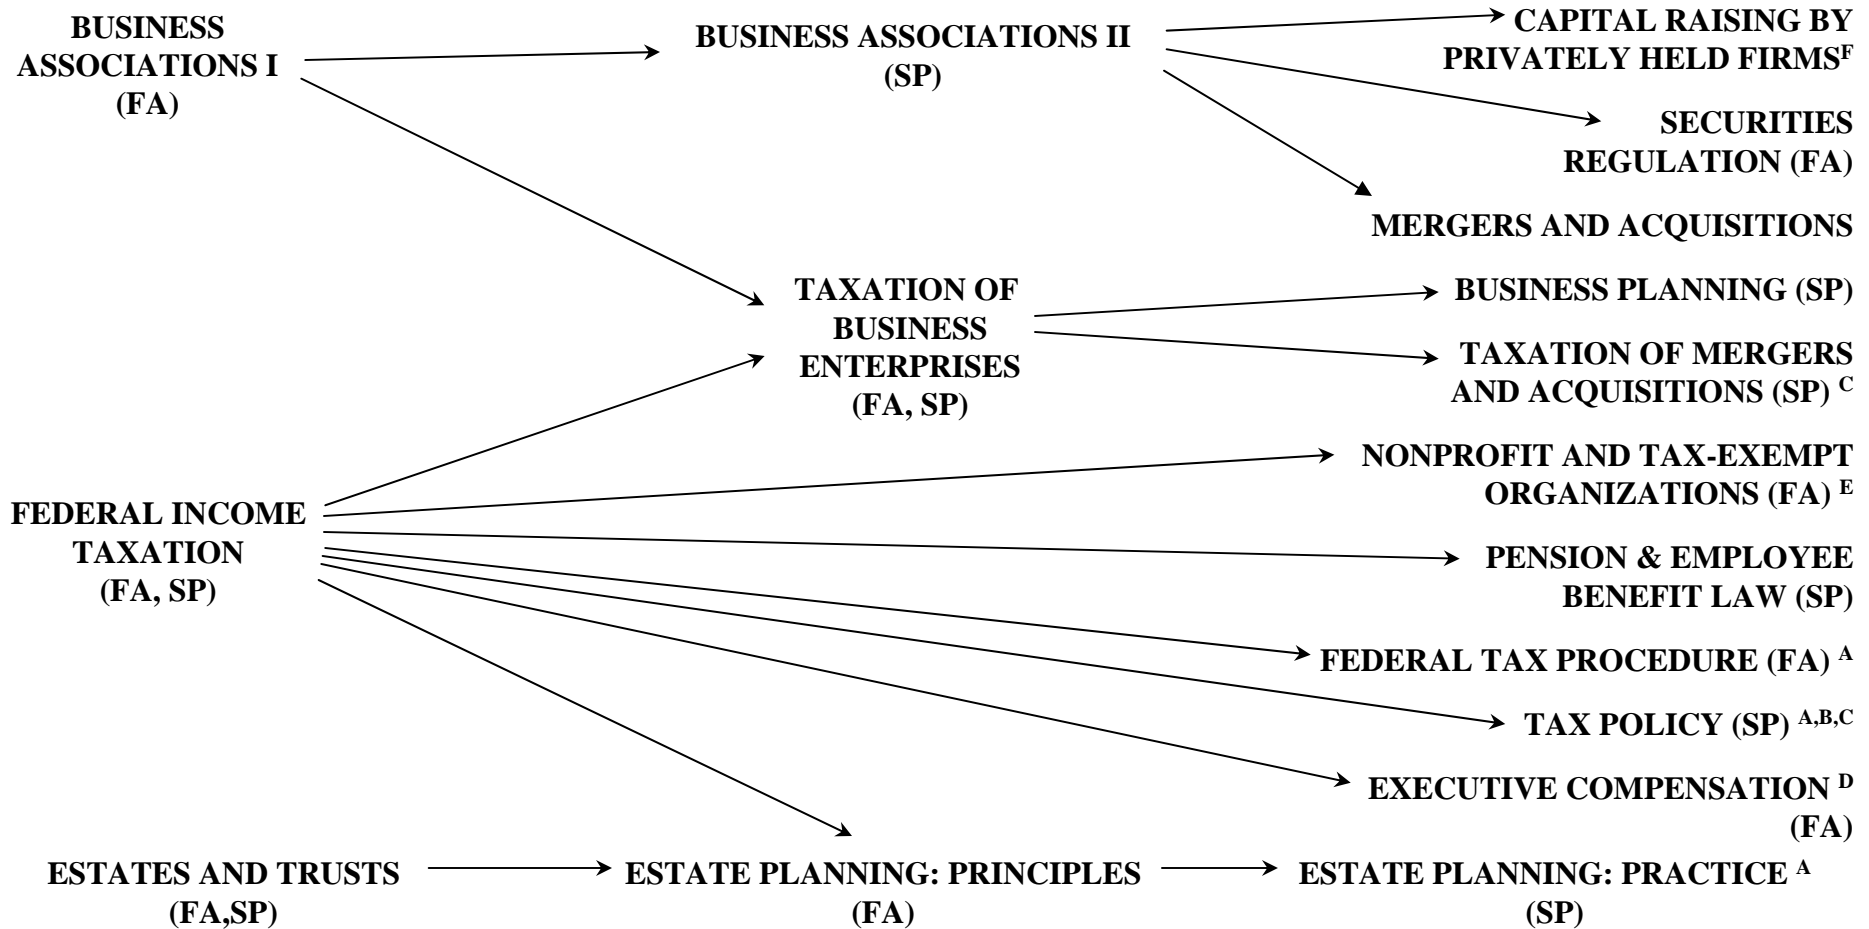 BUSINESS
ASSOCIATIONS I
(FA)
BUSINESS ASSOCIATIONS II
(SP)
CAPITAL RAISING BY
PRIVATELY HELD FIRMSF
SECURITIES
REGULATION (FA)
MERGERS AND ACQUISITIONS
TAXATION OF
BUSINESS
ENTERPRISES
(FA, SP)
BUSINESS PLANNING (SP)
TAXATION OF MERGERS
AND ACQUISITIONS (SP) C
FEDERAL INCOME
TAXATION
(FA, SP)
NONPROFIT AND TAX-EXEMPT
ORGANIZATIONS (FA) E
PENSION & EMPLOYEE
BENEFIT LAW (SP)
FEDERAL TAX PROCEDURE (FA) A
TAX POLICY (SP) A,B,C
EXECUTIVE COMPENSATION D
(FA)
ESTATES AND TRUSTS
(FA,SP)
ESTATE PLANNING: PRINCIPLES
(FA)
ESTATE PLANNING: PRACTICE A
(SP)